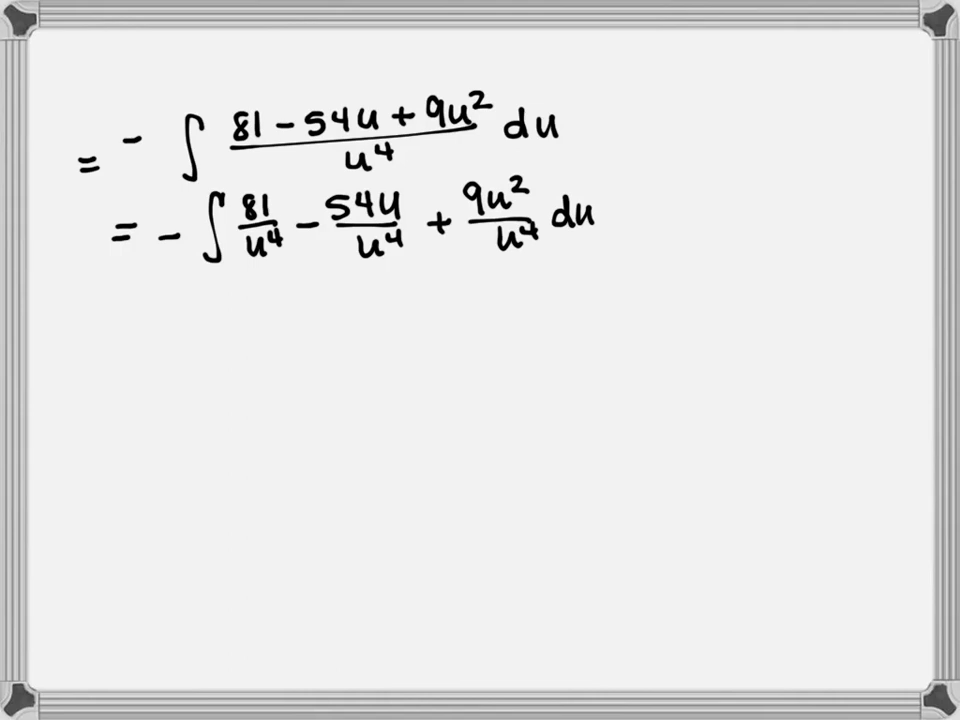 = - ∫ (81 - 54u + 9u²)/u⁴ du
= - ∫ 81/u⁴ - 54u/u⁴ + 9u²/u⁴ du